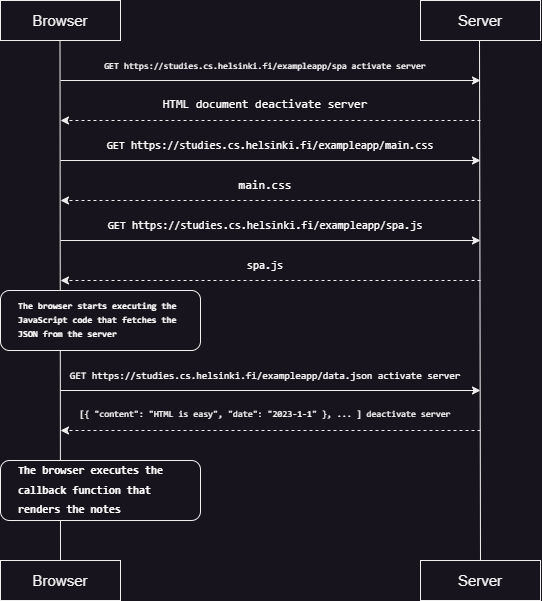 Browser
Server
GET https://studies.cs.helsinki.fi/exampleapp/spa activate server
HTML document deactivate server
GET https://studies.cs.helsinki.fi/exampleapp/main.css
main.css
GET https://studies.cs.helsinki.fi/exampleapp/spa.js
spa.js
The browser starts executing the
JavaScript code that fetches the
JSON from the server
GET https://studies.cs.helsinki.fi/exampleapp/data.json activate server
[{ "content": "HTML is easy", "date": "2023-1-1" }, ... ] deactivate server
The browser executes the
callback function that
renders the notes
Browser
Server